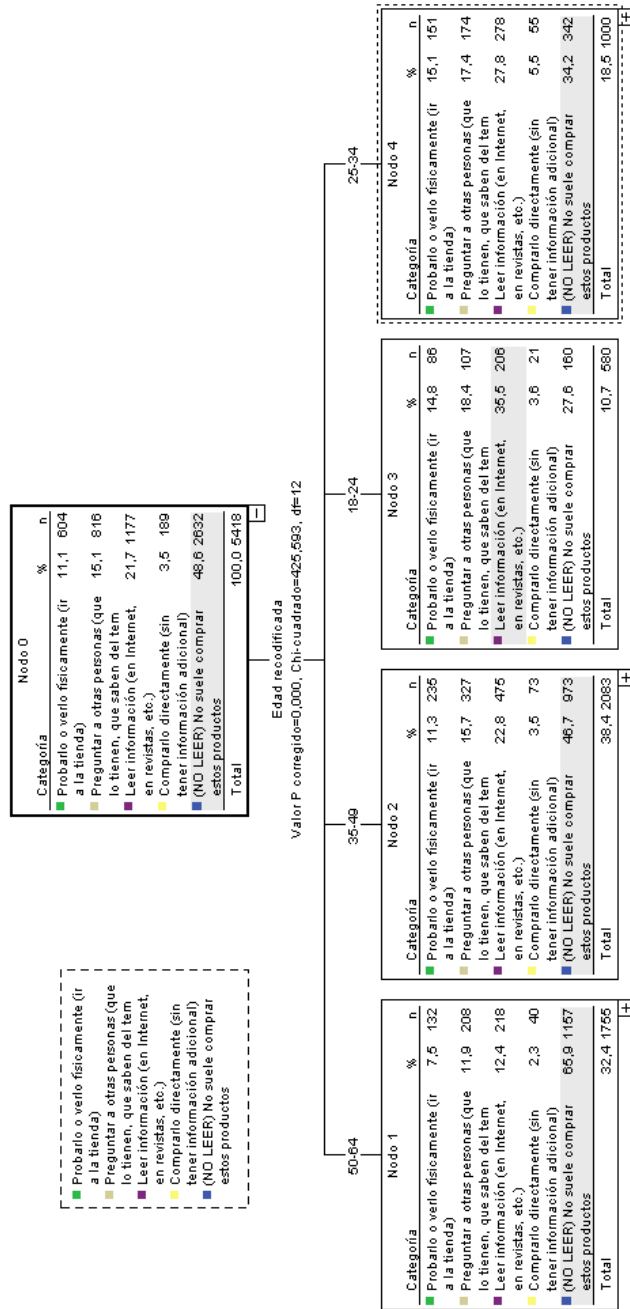 Probarlo o verlo físicamente (ir
a la tienda)
Preguntar a otras personas (que
lo tienen, que saben del tem
Leer información (en Internet,
en revistas, etc.)
Comprarlo directamente (sin
tener información adicional)
(NO LEER) No suele comprar
estos productos
Nodo 0
Categoría % n
Probarlo o verlo físicamente (ir 11,1 604
a la tienda)
Preguntar a otras personas (que 15,1 816
lo tienen, que saben del tem
Leer información (en Internet, 21,7 1177
en revistas, etc.)
Comprarlo directamente (sin 3,5 189
tener información adicional)
(NO LEER) No suele comprar 48,6 2632
estos productos
Total 100,0 5418
Edad recodificada
Valor P corregido=0,000, Chi-cuadrado=425,593, df=12
50-64
Nodo 1
Categoría % n
Probarlo o verlo físicamente (ir 7,5 132
a la tienda)
Preguntar a otras personas (que 11,9 208
lo tienen, que saben del tem
Leer información (en Internet, 12,4 218
en revistas, etc.)
Comprarlo directamente (sin 2,3 40
tener información adicional)
(NO LEER) No suele comprar 65,9 1157
estos productos
Total 32,4 1755
35-49
Nodo 2
Categoría % n
Probarlo o verlo físicamente (ir 11,3 235
a la tienda)
Preguntar a otras personas (que 15,7 327
lo tienen, que saben del tem
Leer información (en Internet, 22,8 475
en revistas, etc.)
Comprarlo directamente (sin 3,5 73
tener información adicional)
(NO LEER) No suele comprar 46,7 973
estos productos
Total 38,4 2083
18-24
Nodo 3
Categoría % n
Probarlo o verlo físicamente (ir 14,8 86
a la tienda)
Preguntar a otras personas (que 18,4 107
lo tienen, que saben del tem
Leer información (en Internet, 35,5 206
en revistas, etc.)
Comprarlo directamente (sin 3,6 21
tener información adicional)
(NO LEER) No suele comprar 27,6 160
estos productos
Total 10,7 580
25-34
Nodo 4
Categoría % n
Probarlo o verlo físicamente (ir 15,1 151
a la tienda)
Preguntar a otras personas (que 17,4 174
lo tienen, que saben del tem
Leer información (en Internet, 27,8 278
en revistas, etc.)
Comprarlo directamente (sin 5,5 55
tener información adicional)
(NO LEER) No suele comprar 34,2 342
estos productos
Total 18,5 1000